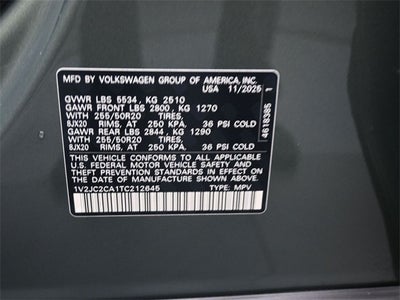 MFD. BY VOLKSWAGEN GROUP OF AMERICA, INC.
USA 11/2025
GVWR LBS 5534 , KG 2510
GAWR FRONT LBS 2800 , KG 1270
WITH 255/50R20 TIRES,
8JX20 RIMS, AT 250 KPA, 36 PSI COLD
GAWR REAR LBS 2844 , KG 1290
WITH 255/50R20 TIRES,
8JX20 RIMS, AT 250 KPA, 36 PSI COLD
THIS VEHICLE CONFORMS TO ALL APPLICABLE
U.S. FEDERAL MOTOR VEHICLE SAFETY AND
THEFT PREVENTION STANDARDS IN EFFECT ON
THE DATE OF MANUFACTURE SHOWN ABOVE.
1V2JC2CA1TC212645 TYPE: MPV
4619385 1